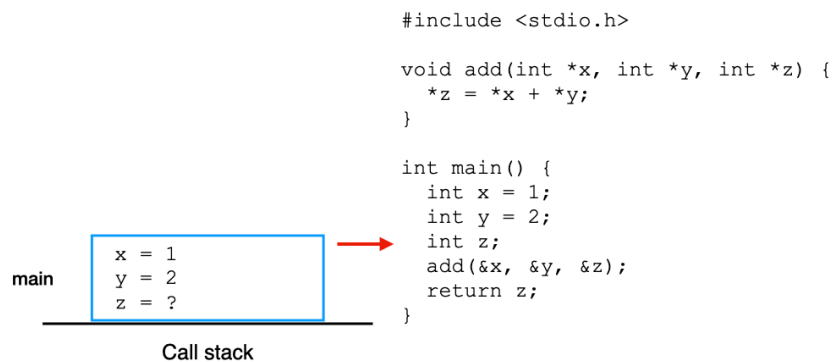 #include <stdio.h>
void add(int *x, int *y, int *z) {
*z = *x + *y;
}
int main() {
int x = 1;
int y = 2;
int z;
add(&x, &y, &z);
return z;
}
main
x = 1
y = 2
z = ?
Call stack